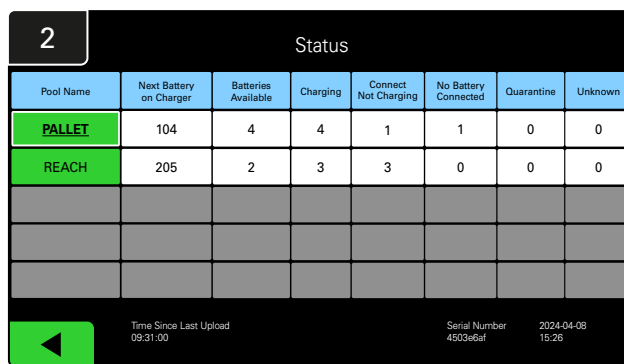 2
Status
Pool Name
Next Battery
on Charger
Batteries
Available
Charging
Connect
Not Charging
No Battery
Connected
Quarantine
Unknown
PALLET 104 4 4 1 1 0 0
REACH 205 2 3 3 0 0 0
Time Since Last Upload
09:31:00
Serial Number
4503e6af
2024-04-08
15:26